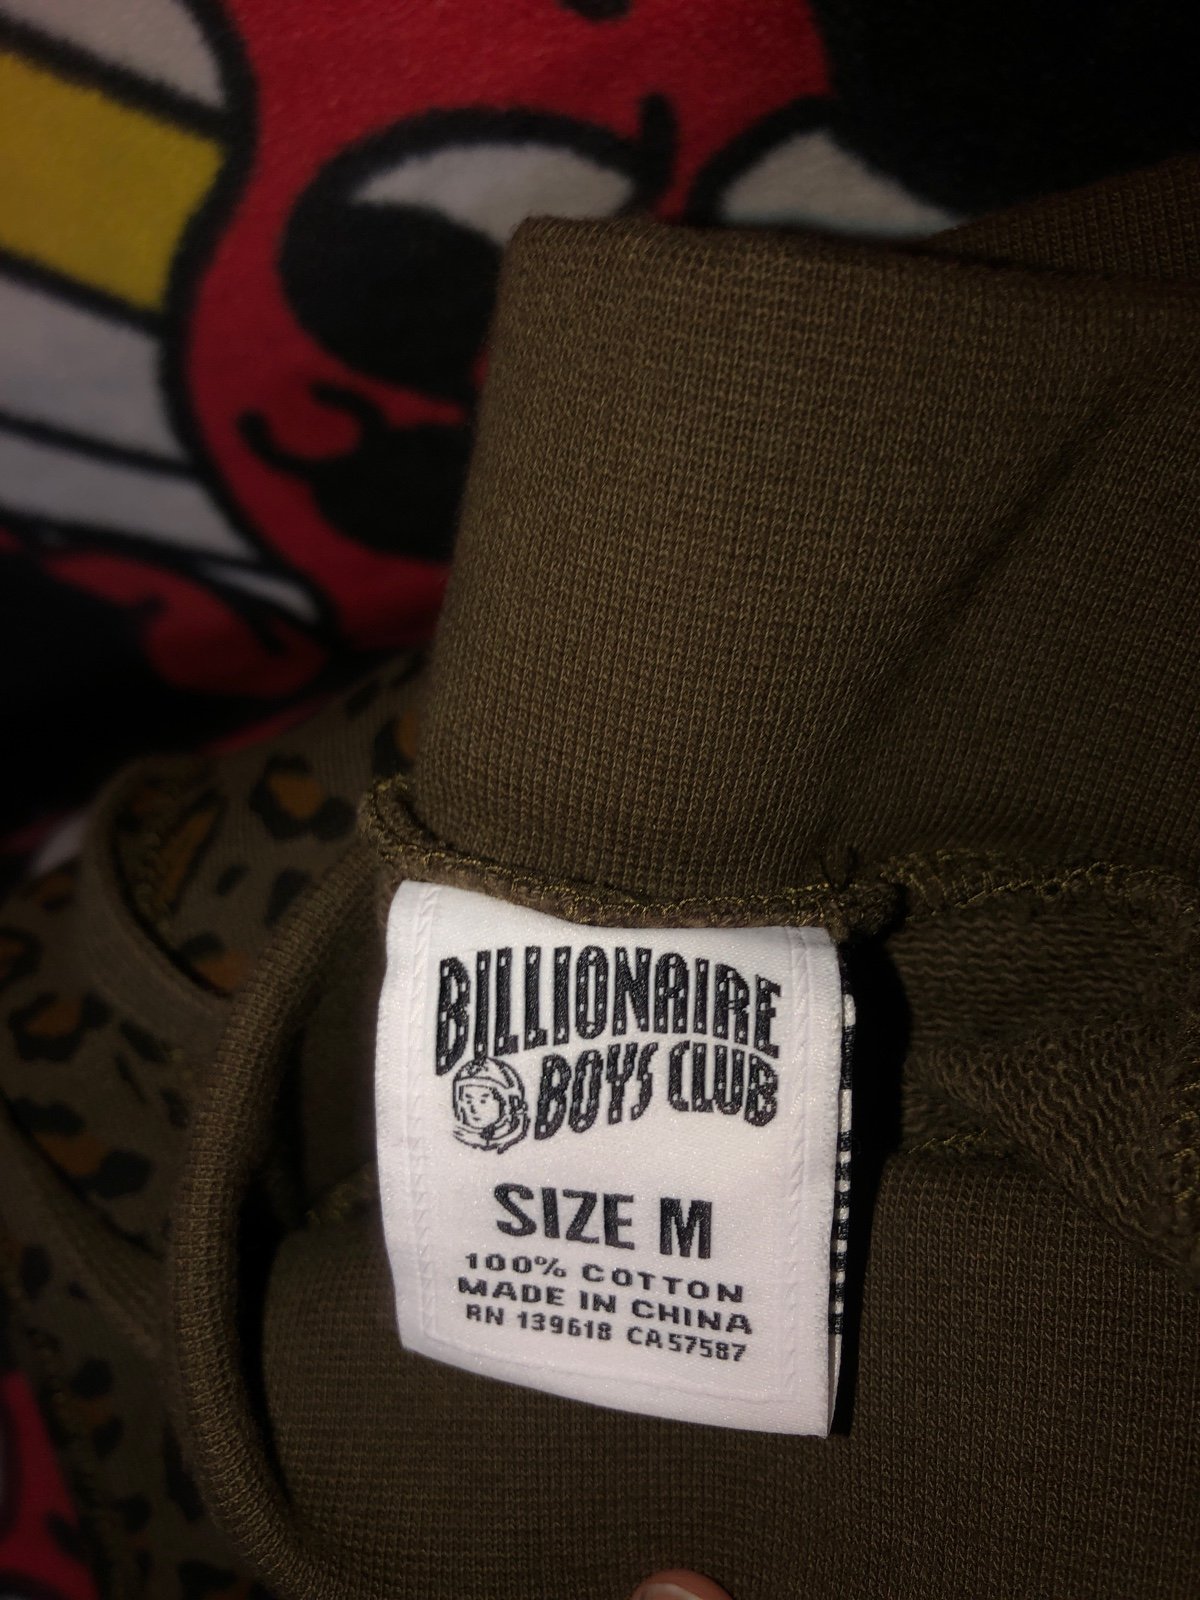 BILLIONAIRE
BOYS CLUB
SIZE M
100% COTTON
MADE IN CHINA
RN 139618 CA57587